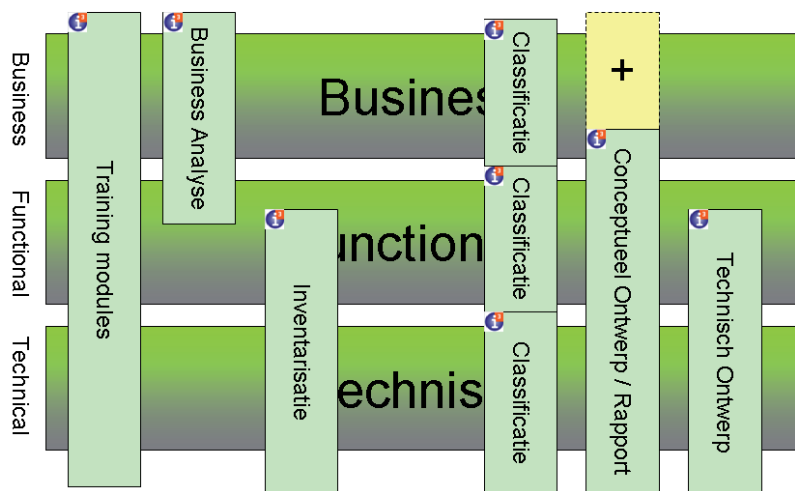 Business
Functional
Technical
Training modules
Business Analyse
Inventarisatie
Busines
unction
echnis
Classificatie
Classificatie
Classificatie
+
Conceptueel Ontwerp / Rapport
Technisch Ontwerp